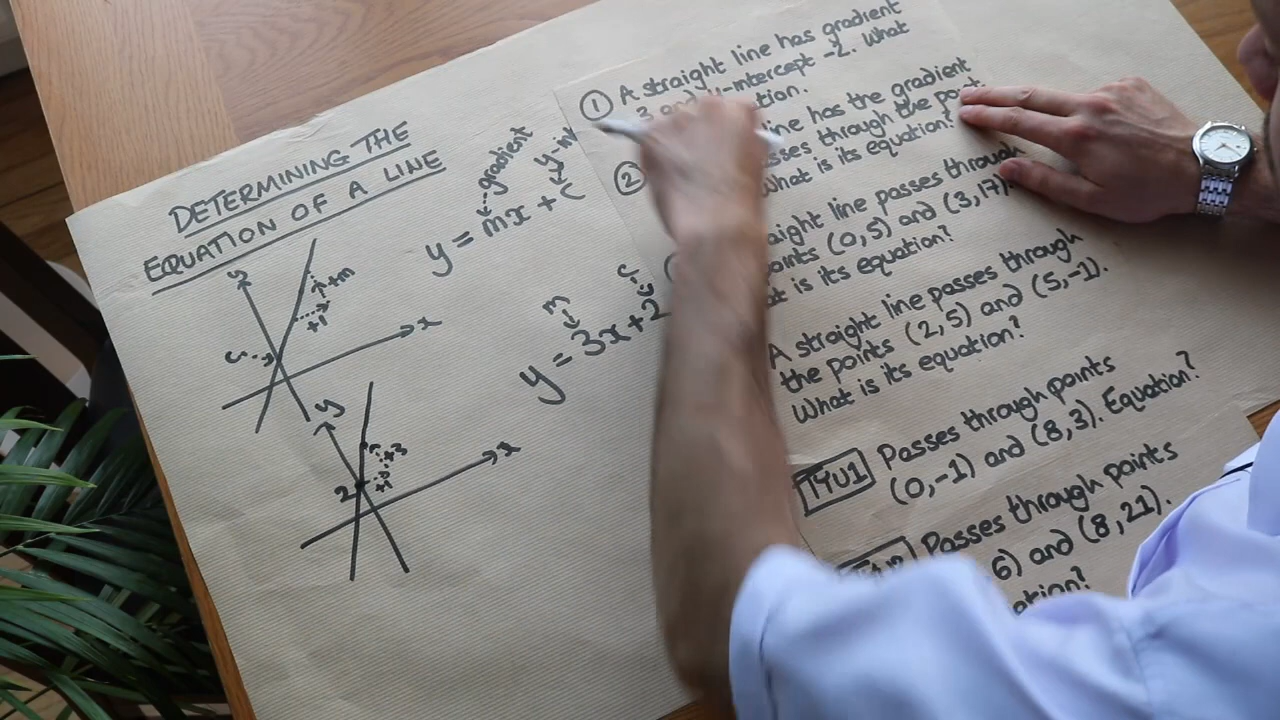 DETERMINING THE
EQUATION OF A LINE
y
+m
+1
c
x
y
+3
+1
2
x
gradient
y = mx + c
m
c
y = 3x + 2
① A straight line has gradient
3 and y-intercept -2. What
②
line has the gradient
passes through the
What is its equation?
straight line passes through
points (0,5) and (3,17).
is its equation?
A straight line passes through
the points (2,5) and (5,-1).
What is its equation?
TYU1 Passes through points
(0,-1) and (8,3). Equation?
Passes through points
6) and (8,21).